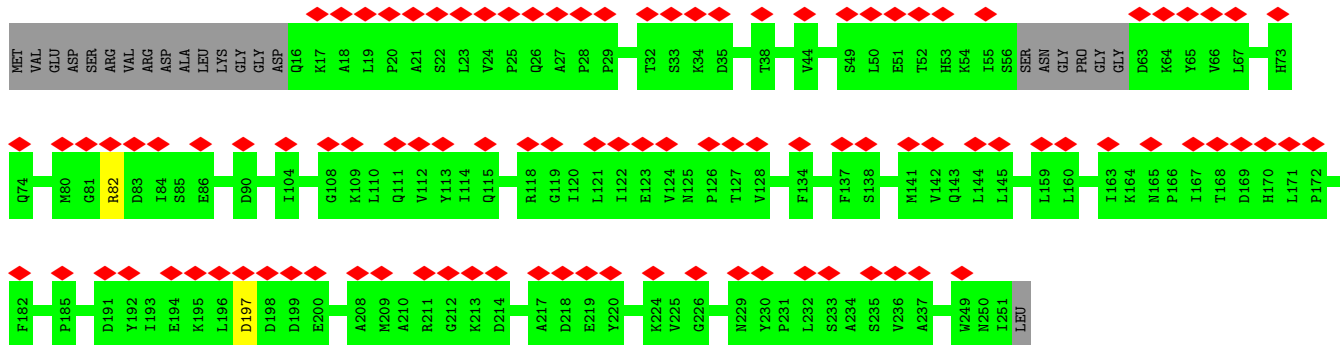 MET VAL GLU ASP SER ARG VAL ARG ASP ALA LEU LYS GLY GLY ASP Q16 K17 A18 L19 P20 A21 S22 L23 V24 P25 Q26 A27 P28 P29 T32 S33 K34 D35 T38 V44 S49 L50 E51 T52 H53 K54 I55 S56 SER ASN GLY PRO GLY GLY D63 K64 Y65 V66 L67 H73
Q74 M80 G81 R82 D83 I84 S85 E86 D90 I104 G108 K109 L110 Q111 V112 Y113 I114 Q115 R118 G119 I120 L121 I122 E123 V124 N125 P126 T127 V128 F134 F137 S138 M141 V142 Q143 L144 L145 L159 L160 I163 K164 N165 P166 I167 T168 D169 H170 L171 P172
F182 P185 D191 Y192 I193 E194 K195 L196 D197 D198 D199 E200 A208 M209 A210 R211 G212 K213 D214 A217 D218 E219 Y220 K224 V225 G226 N229 Y230 P231 L232 S233 A234 S235 V236 A237 W249 N250 I251 LEU